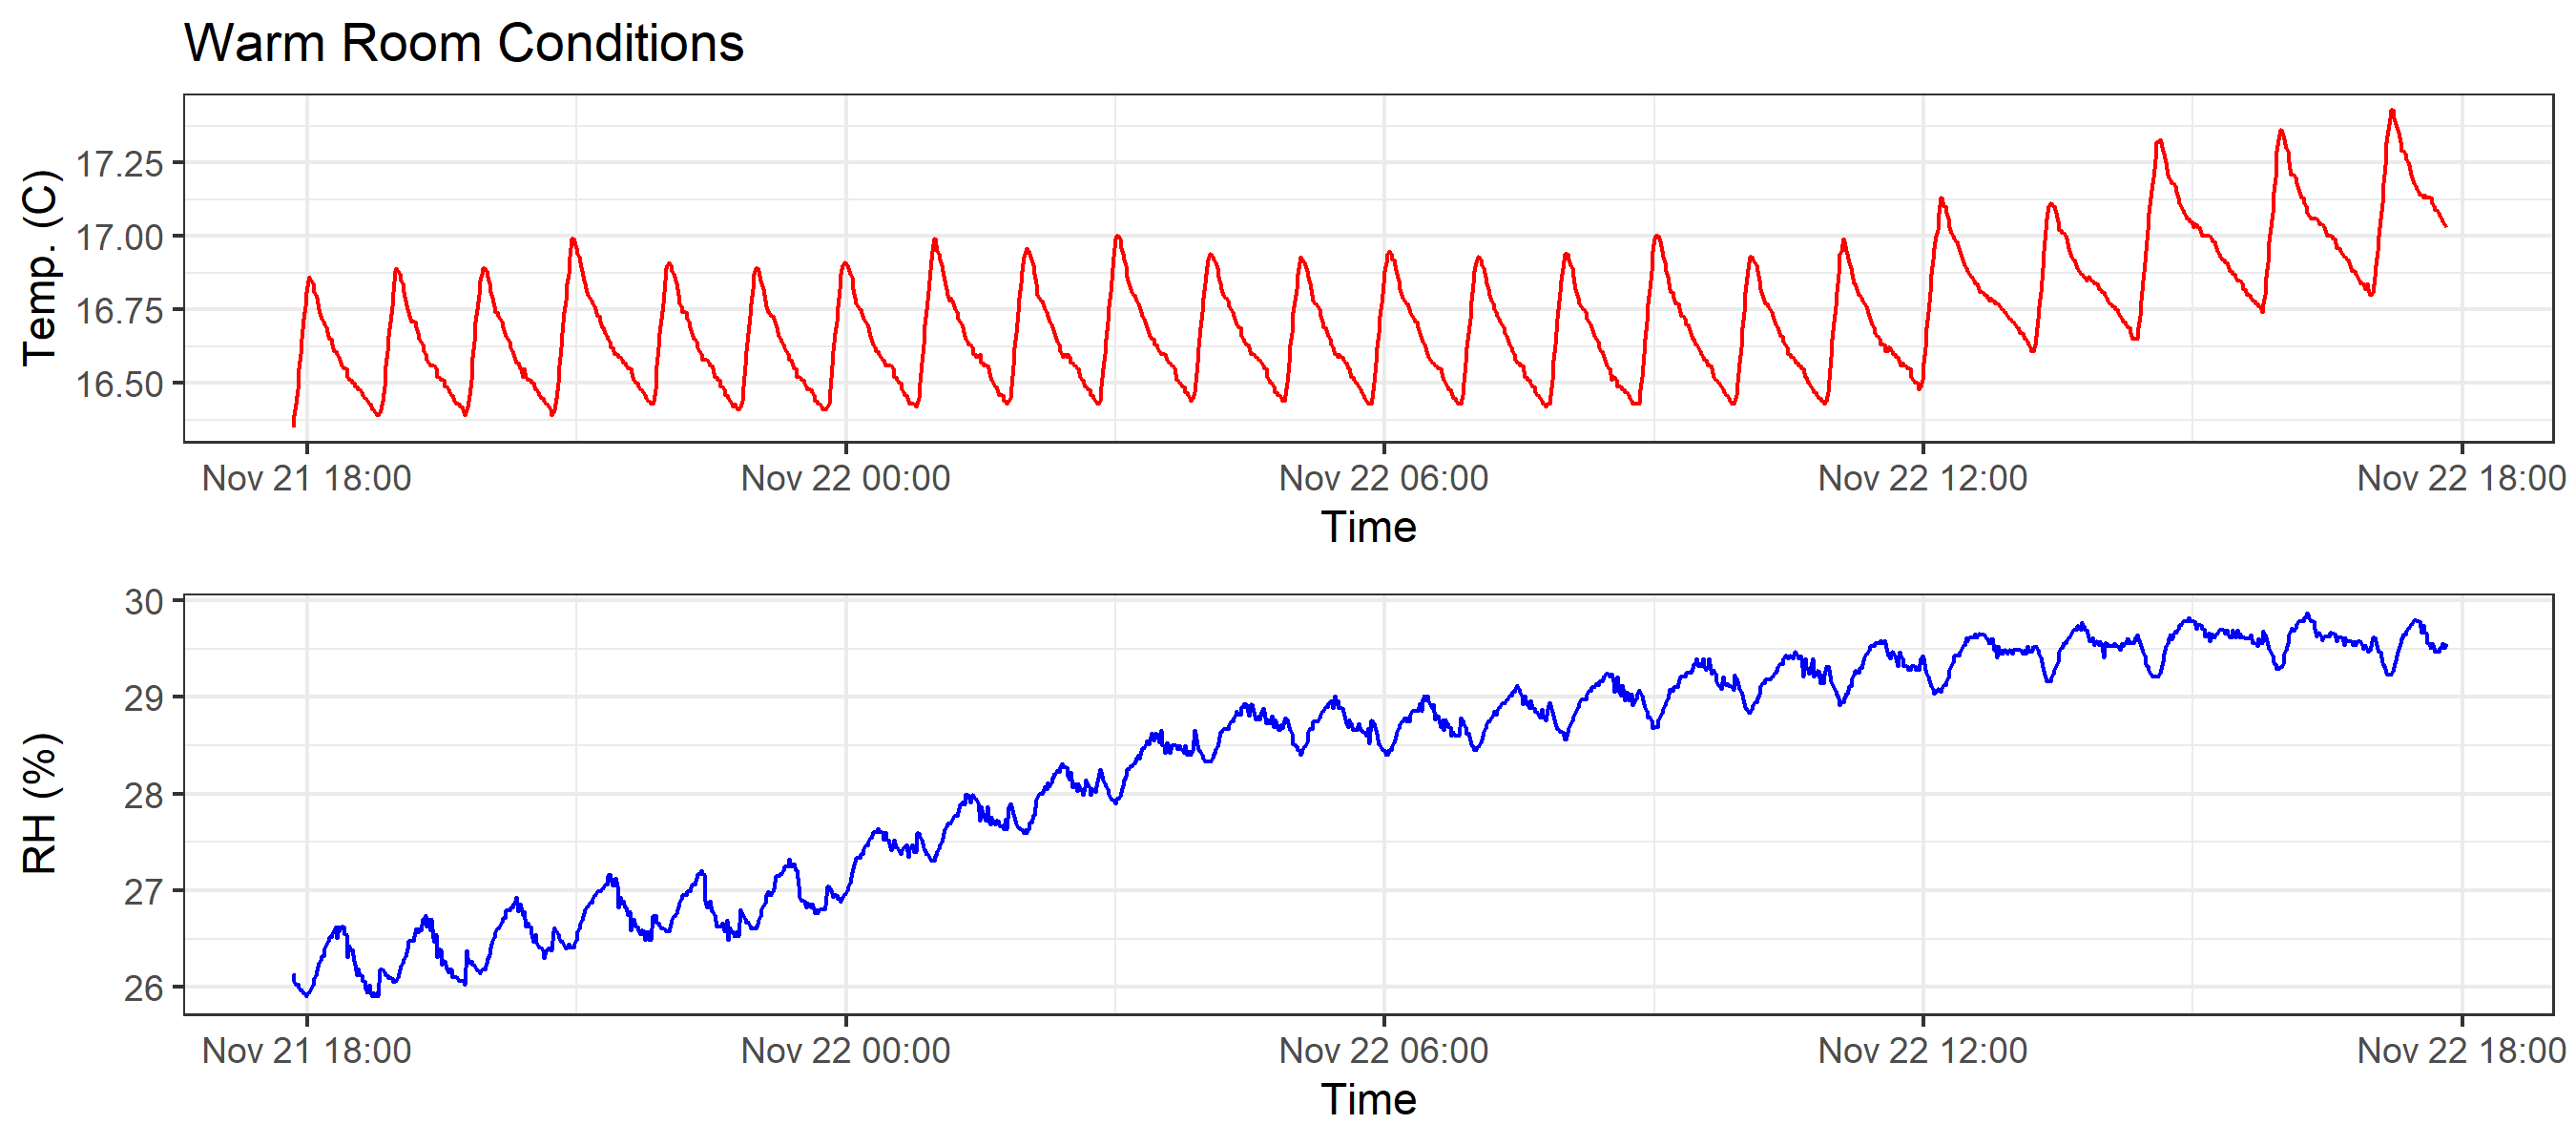 Warm Room Conditions
Temp. (C)
17.25
17.00
16.75
16.50
Nov 21 18:00 Nov 22 00:00 Nov 22 06:00 Nov 22 12:00 Nov 22 18:00
Time
RH (%)
30
29
28
27
26
Nov 21 18:00 Nov 22 00:00 Nov 22 06:00 Nov 22 12:00 Nov 22 18:00
Time